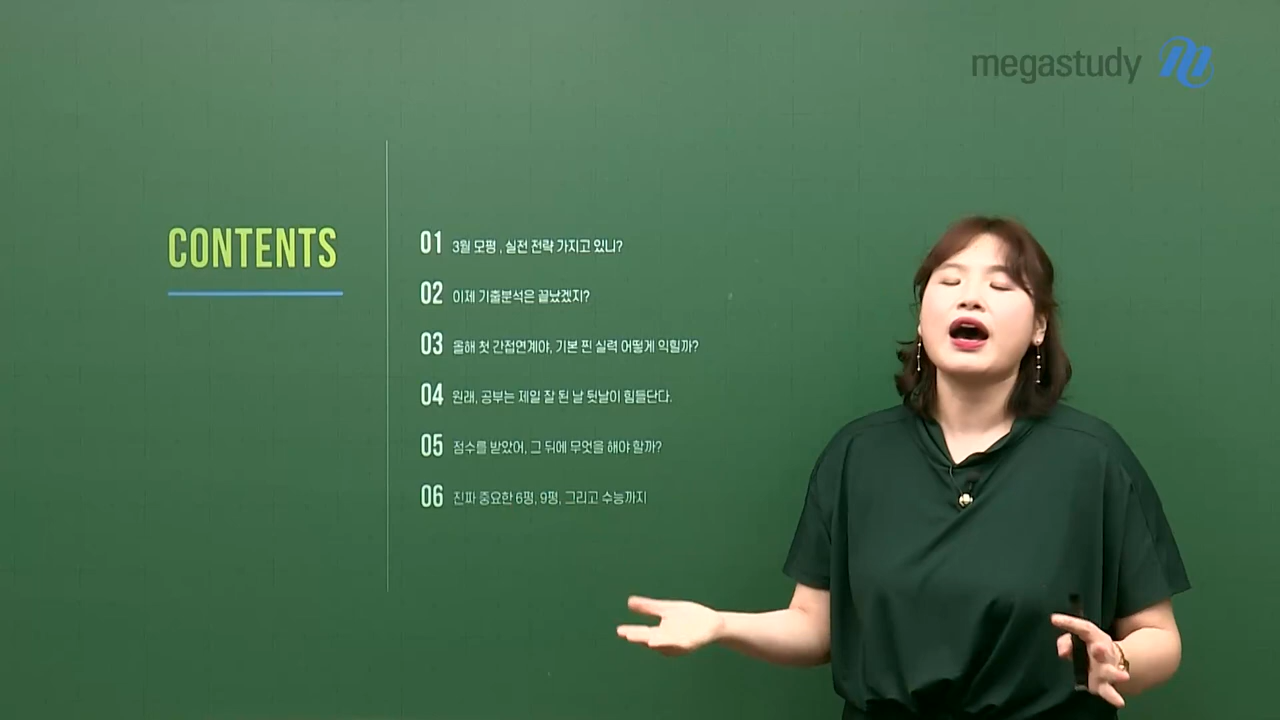 megastudy
CONTENTS
01 3월 모평, 실전 전략 가지고 있니?
02 이제 기출분석은 끝났겠지?
03 올해 첫 간접연계야, 기본 찐 실력 어떻게 익힐까?
04 원래, 공부는 제일 잘 된 날 뒷날이 힘들단다.
05 점수를 받았어, 그 뒤에 무엇을 해야 할까?
06 진짜 중요한 6평, 9평, 그리고 수능까지